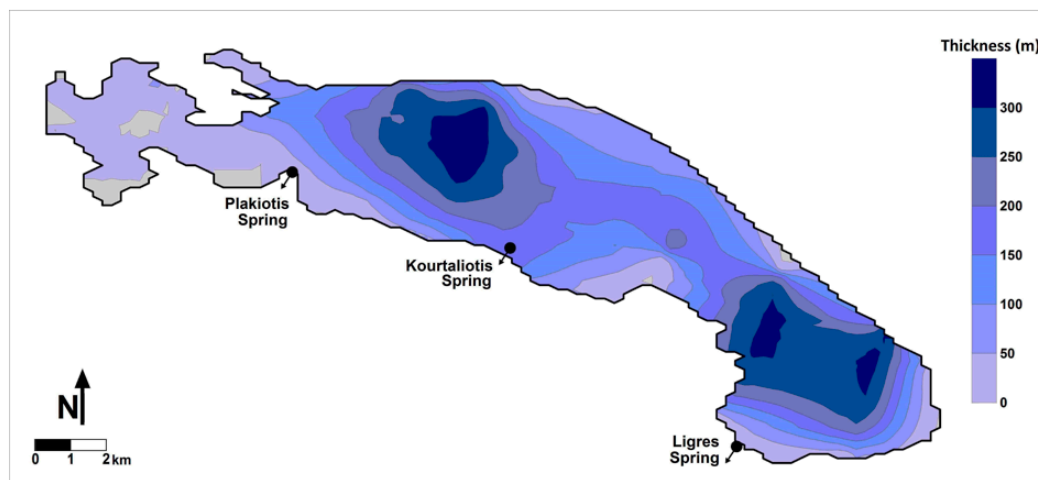 Thickness (m)
300
250
200
150
100
50
0
Plakiotis
Spring
Kourtaliotis
Spring
Ligres
Spring
N
0 1 2 km